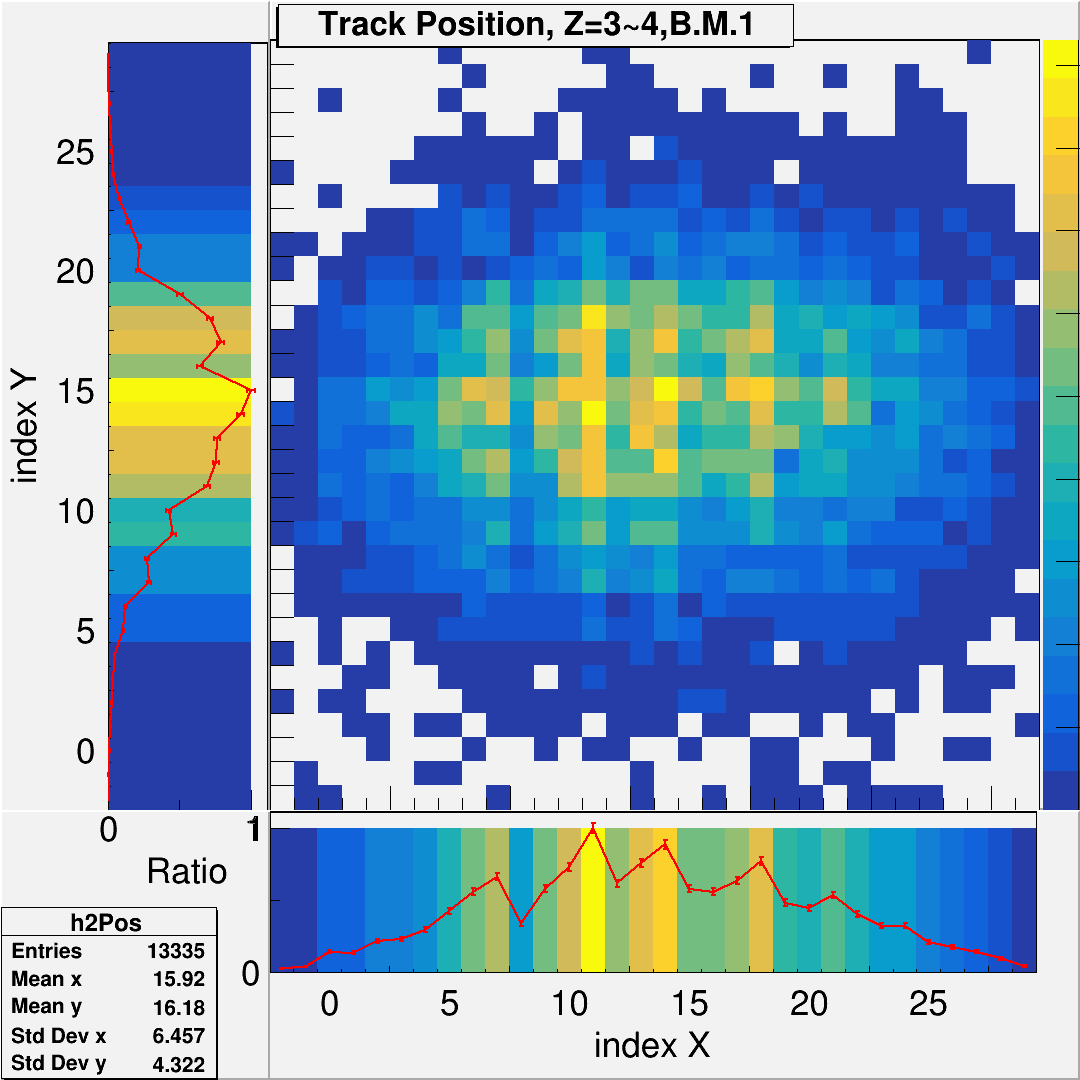 Track Position, Z=3~4,B.M.1
25
20
15
10
5
0
index Y
0 1
Ratio
1
0
0 5 10 15 20 25
index X
h2Pos
Entries 13335
Mean x 15.92
Mean y 16.18
Std Dev x 6.457
Std Dev y 4.322